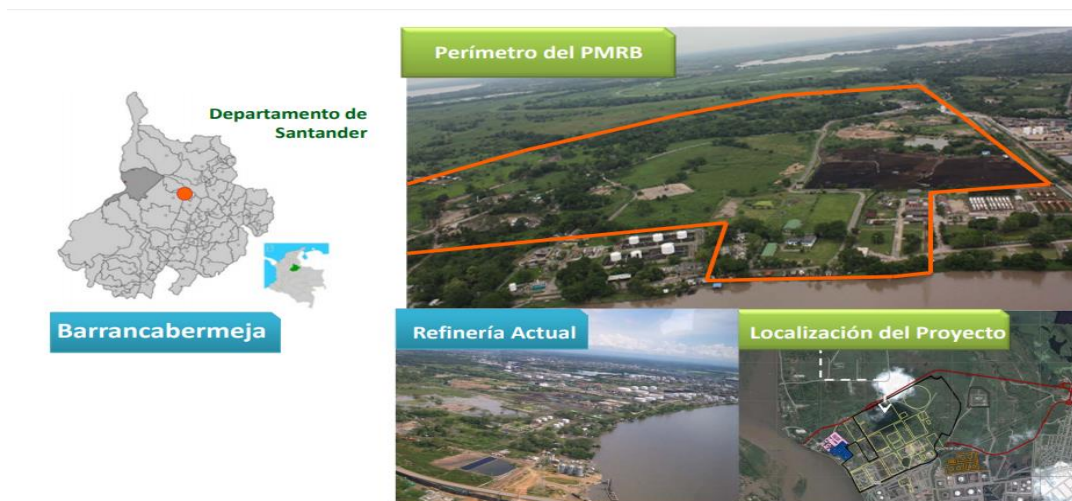 Perímetro del PMRB
Departamento de
Santander
Barrancabermeja
Refinería Actual
Localización del Proyecto